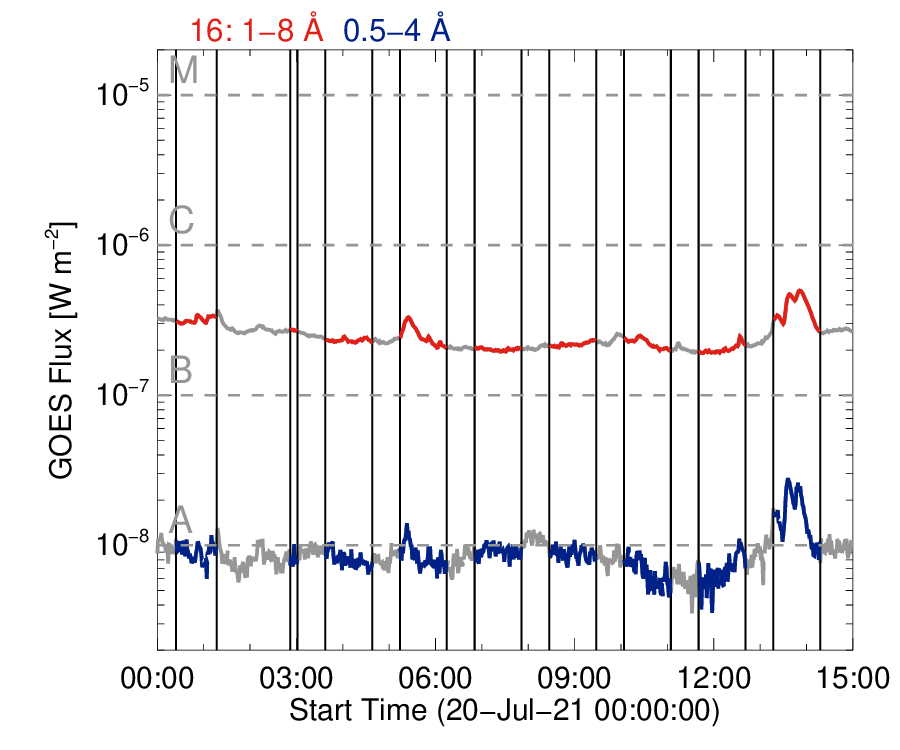 16: 1−8 Å 0.5−4 Å
M
10−5
C
10−6
B
10−7
A
10−8
GOES Flux [W m−2]
00:00 03:00 06:00 09:00 12:00 15:00
Start Time (20−Jul−21 00:00:00)